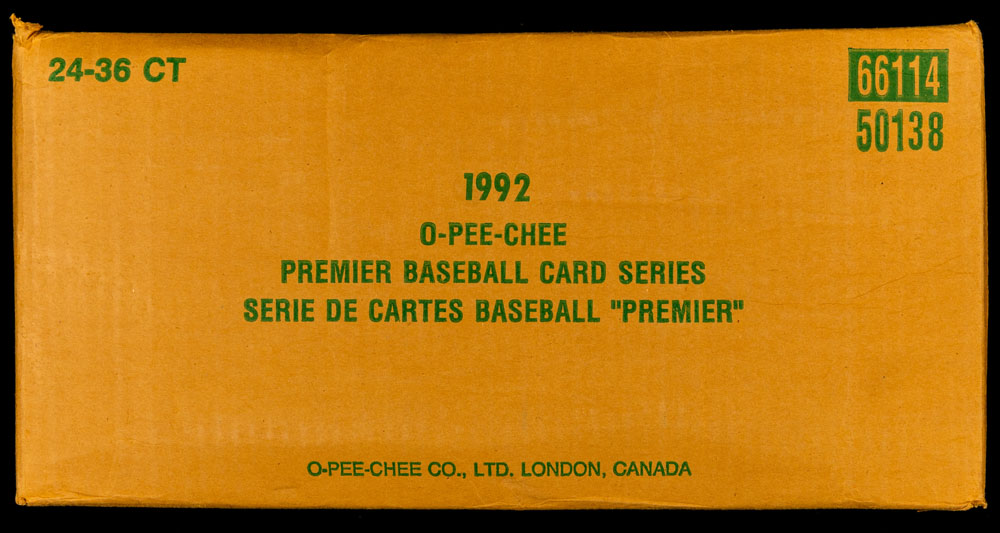 24-36 CT
66114
50138
1992
O-PEE-CHEE
PREMIER BASEBALL CARD SERIES
SERIE DE CARTES BASEBALL "PREMIER"
O-PEE-CHEE CO., LTD. LONDON, CANADA